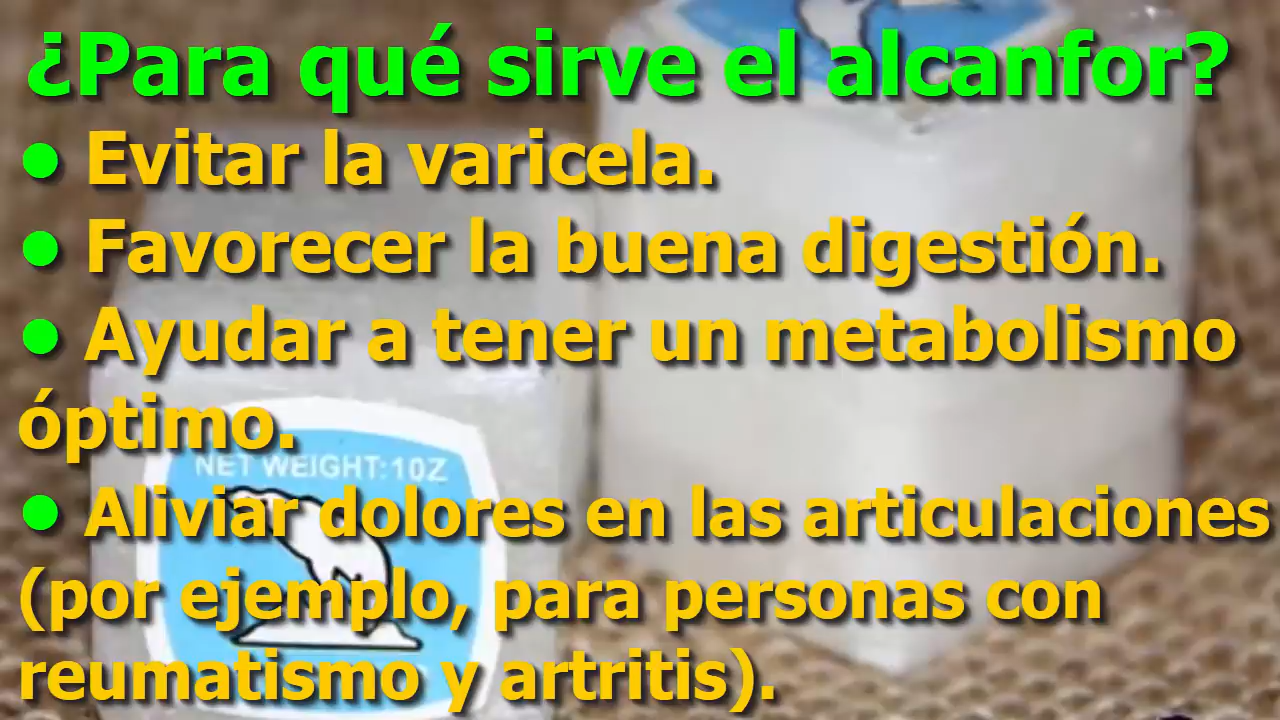 ¿Para qué sirve el alcanfor?
● Evitar la varicela.
● Favorecer la buena digestión.
● Ayudar a tener un metabolismo
óptimo.
NET WEIGHT:1OZ
● Aliviar dolores en las articulaciones
(por ejemplo, para personas con
reumatismo y artritis).